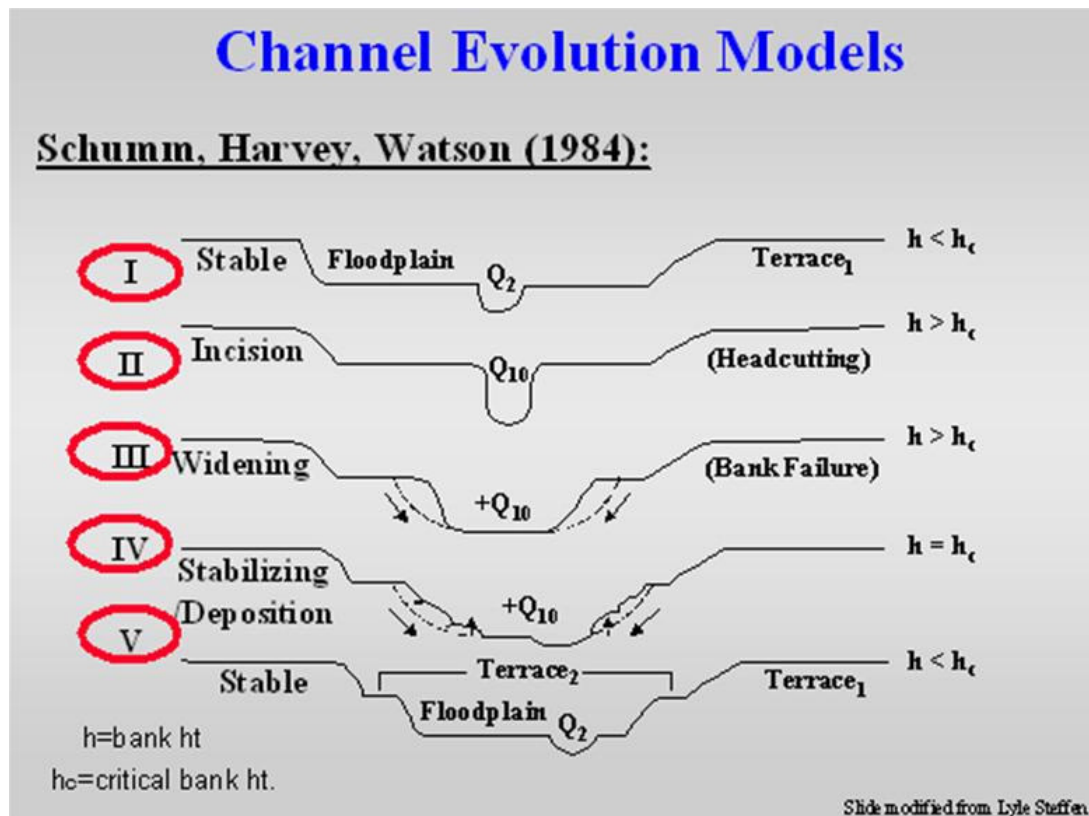 Channel Evolution Models
Schumm, Harvey, Watson (1984):
I Stable Floodplain Q2 Terrace1 h < hc
II Incision Q10 (Headcutting) h > hc
III Widening +Q10 (Bank Failure) h > hc
IV Stabilizing +Q10 h = hc
/Deposition
V Stable Terrace2 Terrace1 h < hc
Floodplain Q2
h=bank ht
hc=critical bank ht.
Slide modified from Lyle Steffen